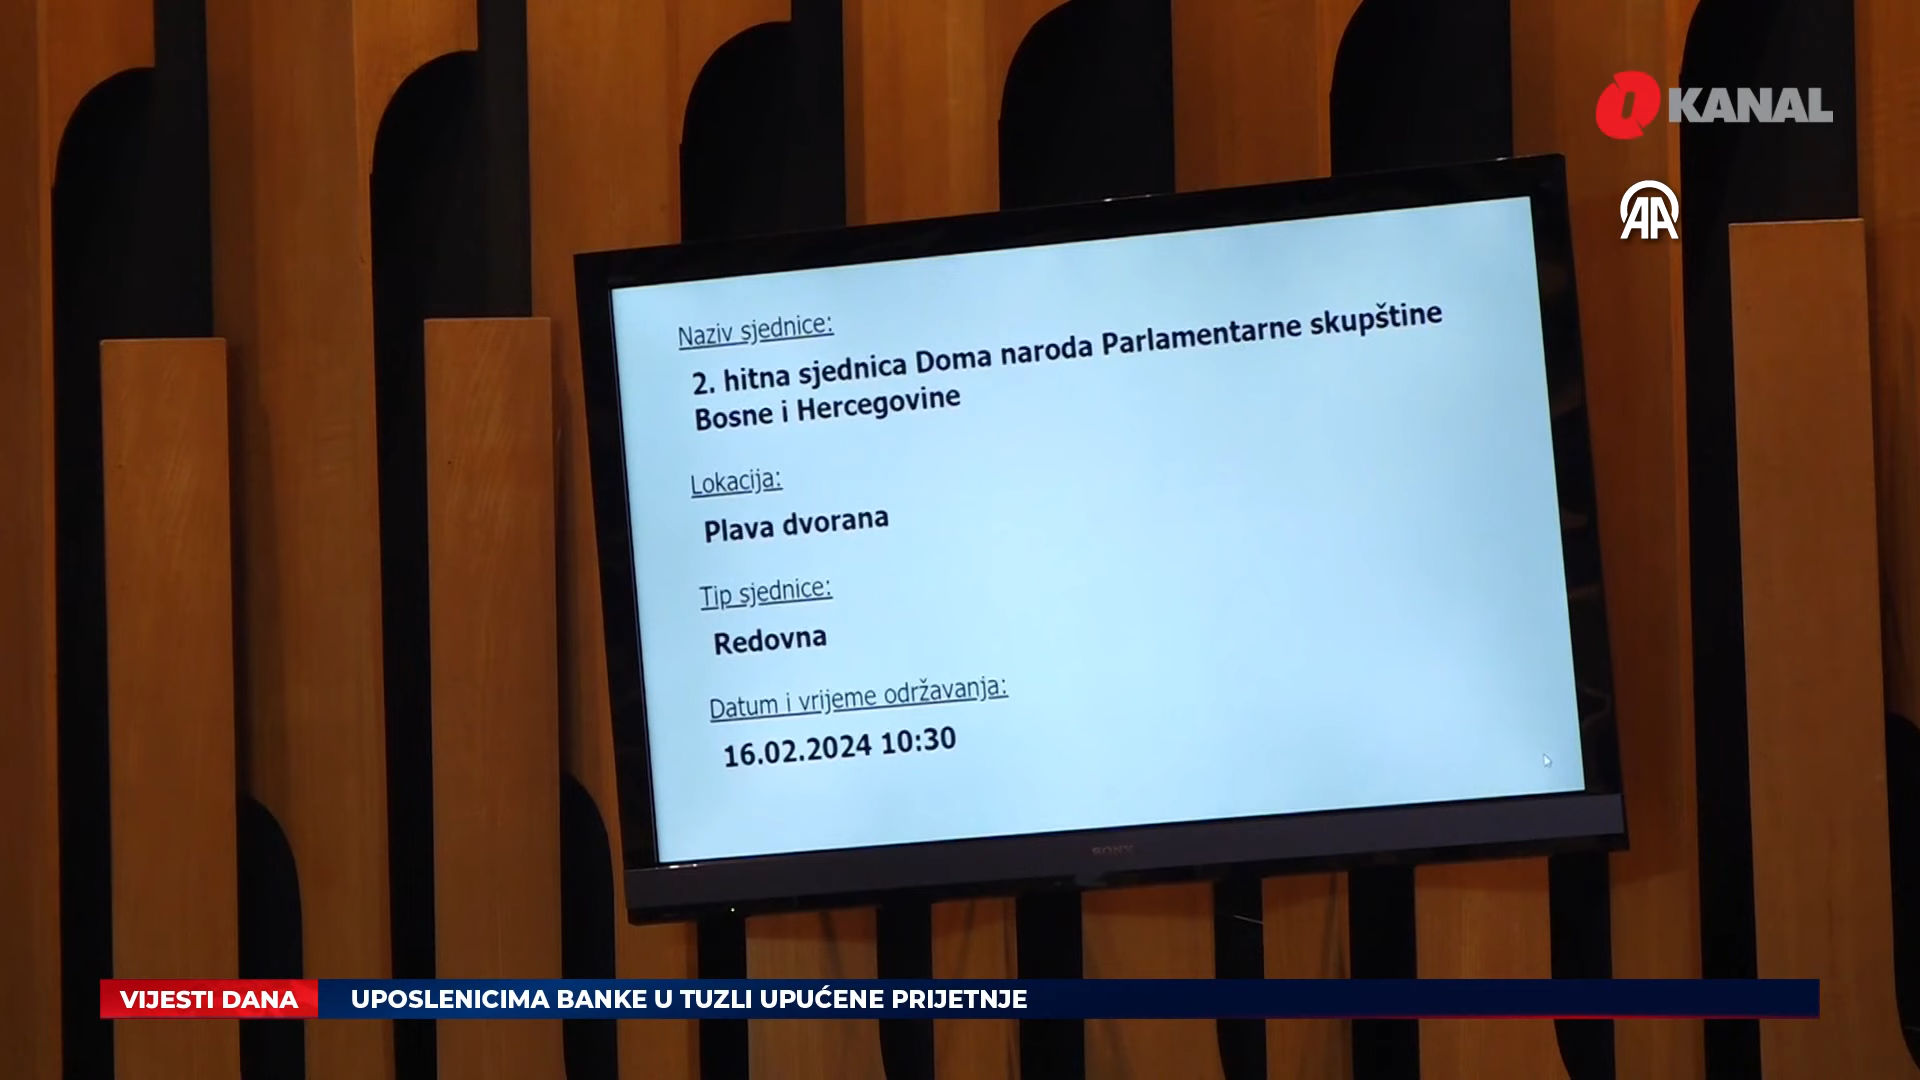 O KANAL
AA
Naziv sjednice:
2. hitna sjednica Doma naroda Parlamentarne skupštine
Bosne i Hercegovine
Lokacija:
Plava dvorana
Tip sjednice:
Redovna
Datum i vrijeme održavanja:
16.02.2024 10:30
SONY
VIJESTI DANA
UPOSLENICIMA BANKE U TUZLI UPUĆENE PRIJETNJE